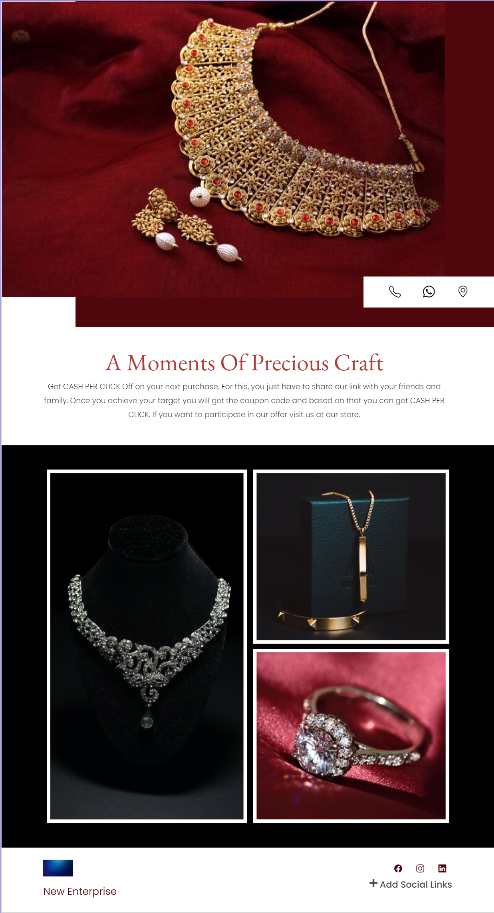 A Moments Of Precious Craft
Get CASH PER CLICK Off on your next purchase. For this, you just have to share our link with your friends and
family. Once you achieve your target you will get the coupon code and based on that you can get CASH PER
CLICK. If you want to participate in our offer visit us at our store.
New Enterprise
+ Add Social Links